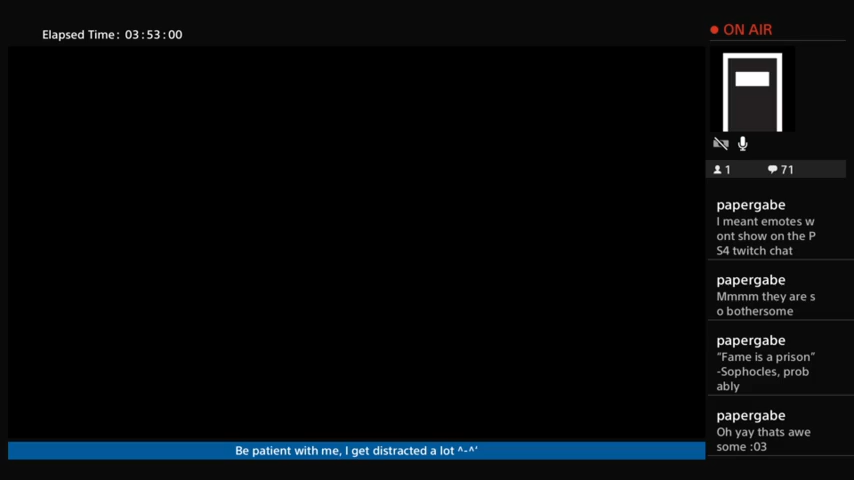 Elapsed Time: 03:53:00
ON AIR
1
71
papergabe
I meant emotes w
ont show on the P
S4 twitch chat
papergabe
Mmmm they are s
o bothersome
papergabe
"Fame is a prison"
-Sophocles, prob
ably
papergabe
Oh yay thats awe
some :03
Be patient with me, I get distracted a lot ^-^'